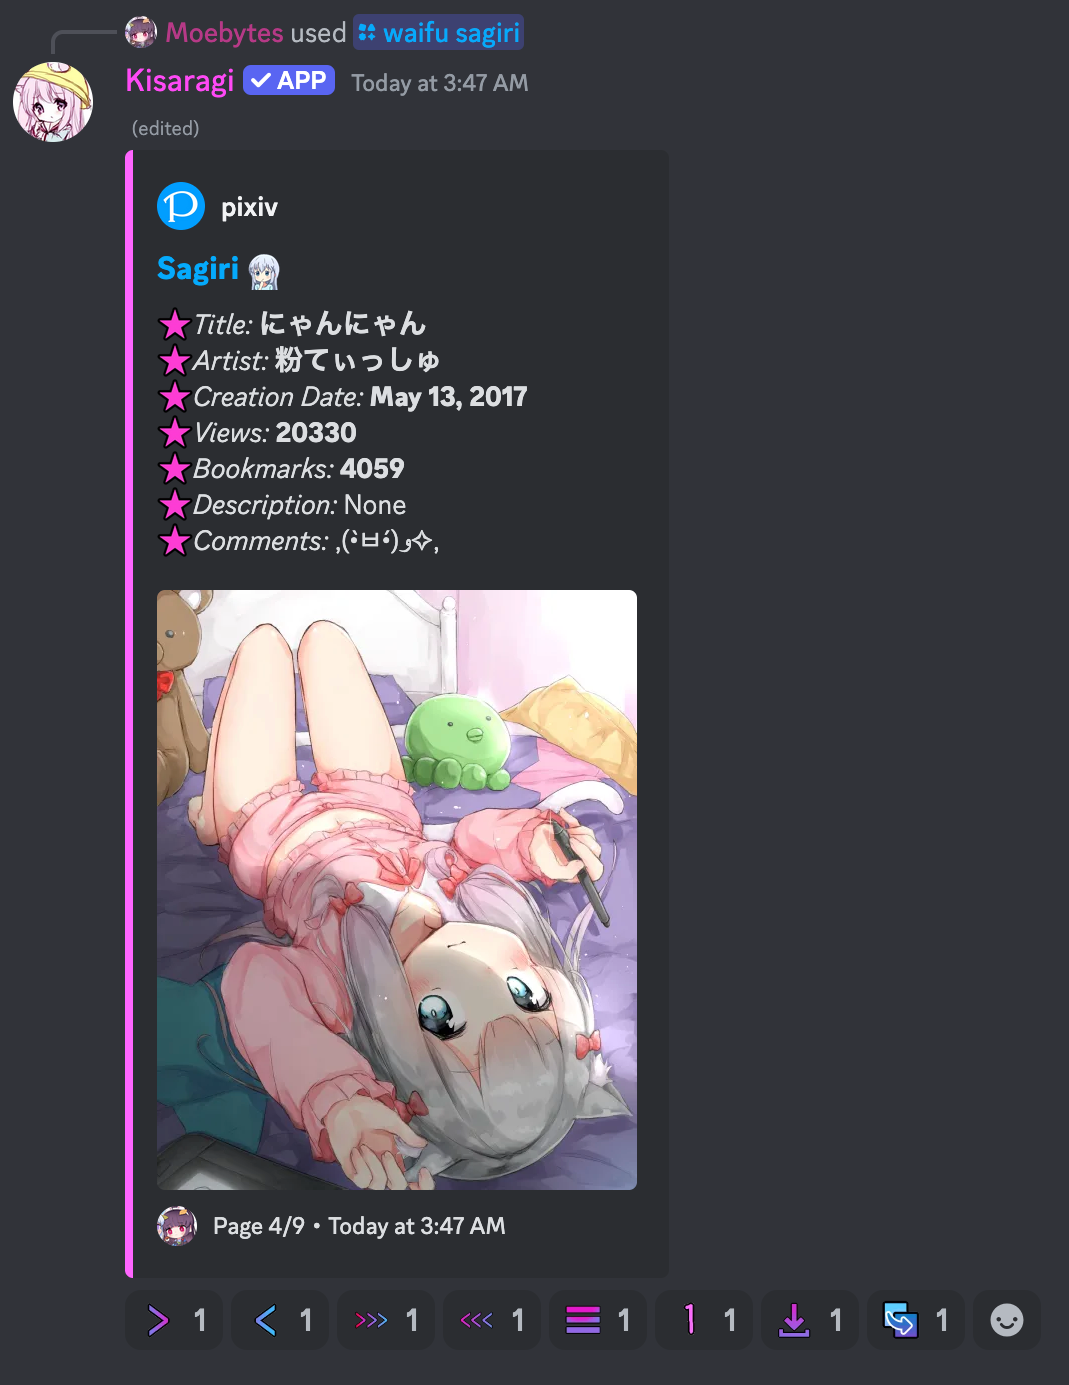 Moebytes used waifu sagiri
Kisaragi APP Today at 3:47 AM
(edited)
pixiv
Sagiri
Title: にゃんにゃん
Artist: 粉てぃっしゅ
Creation Date: May 13, 2017
Views: 20330
Bookmarks: 4059
Description: None
Comments: ,(•̀ㅂ•́)و✧,
Page 4/9 • Today at 3:47 AM
1 1 1 1 1 1 1 1